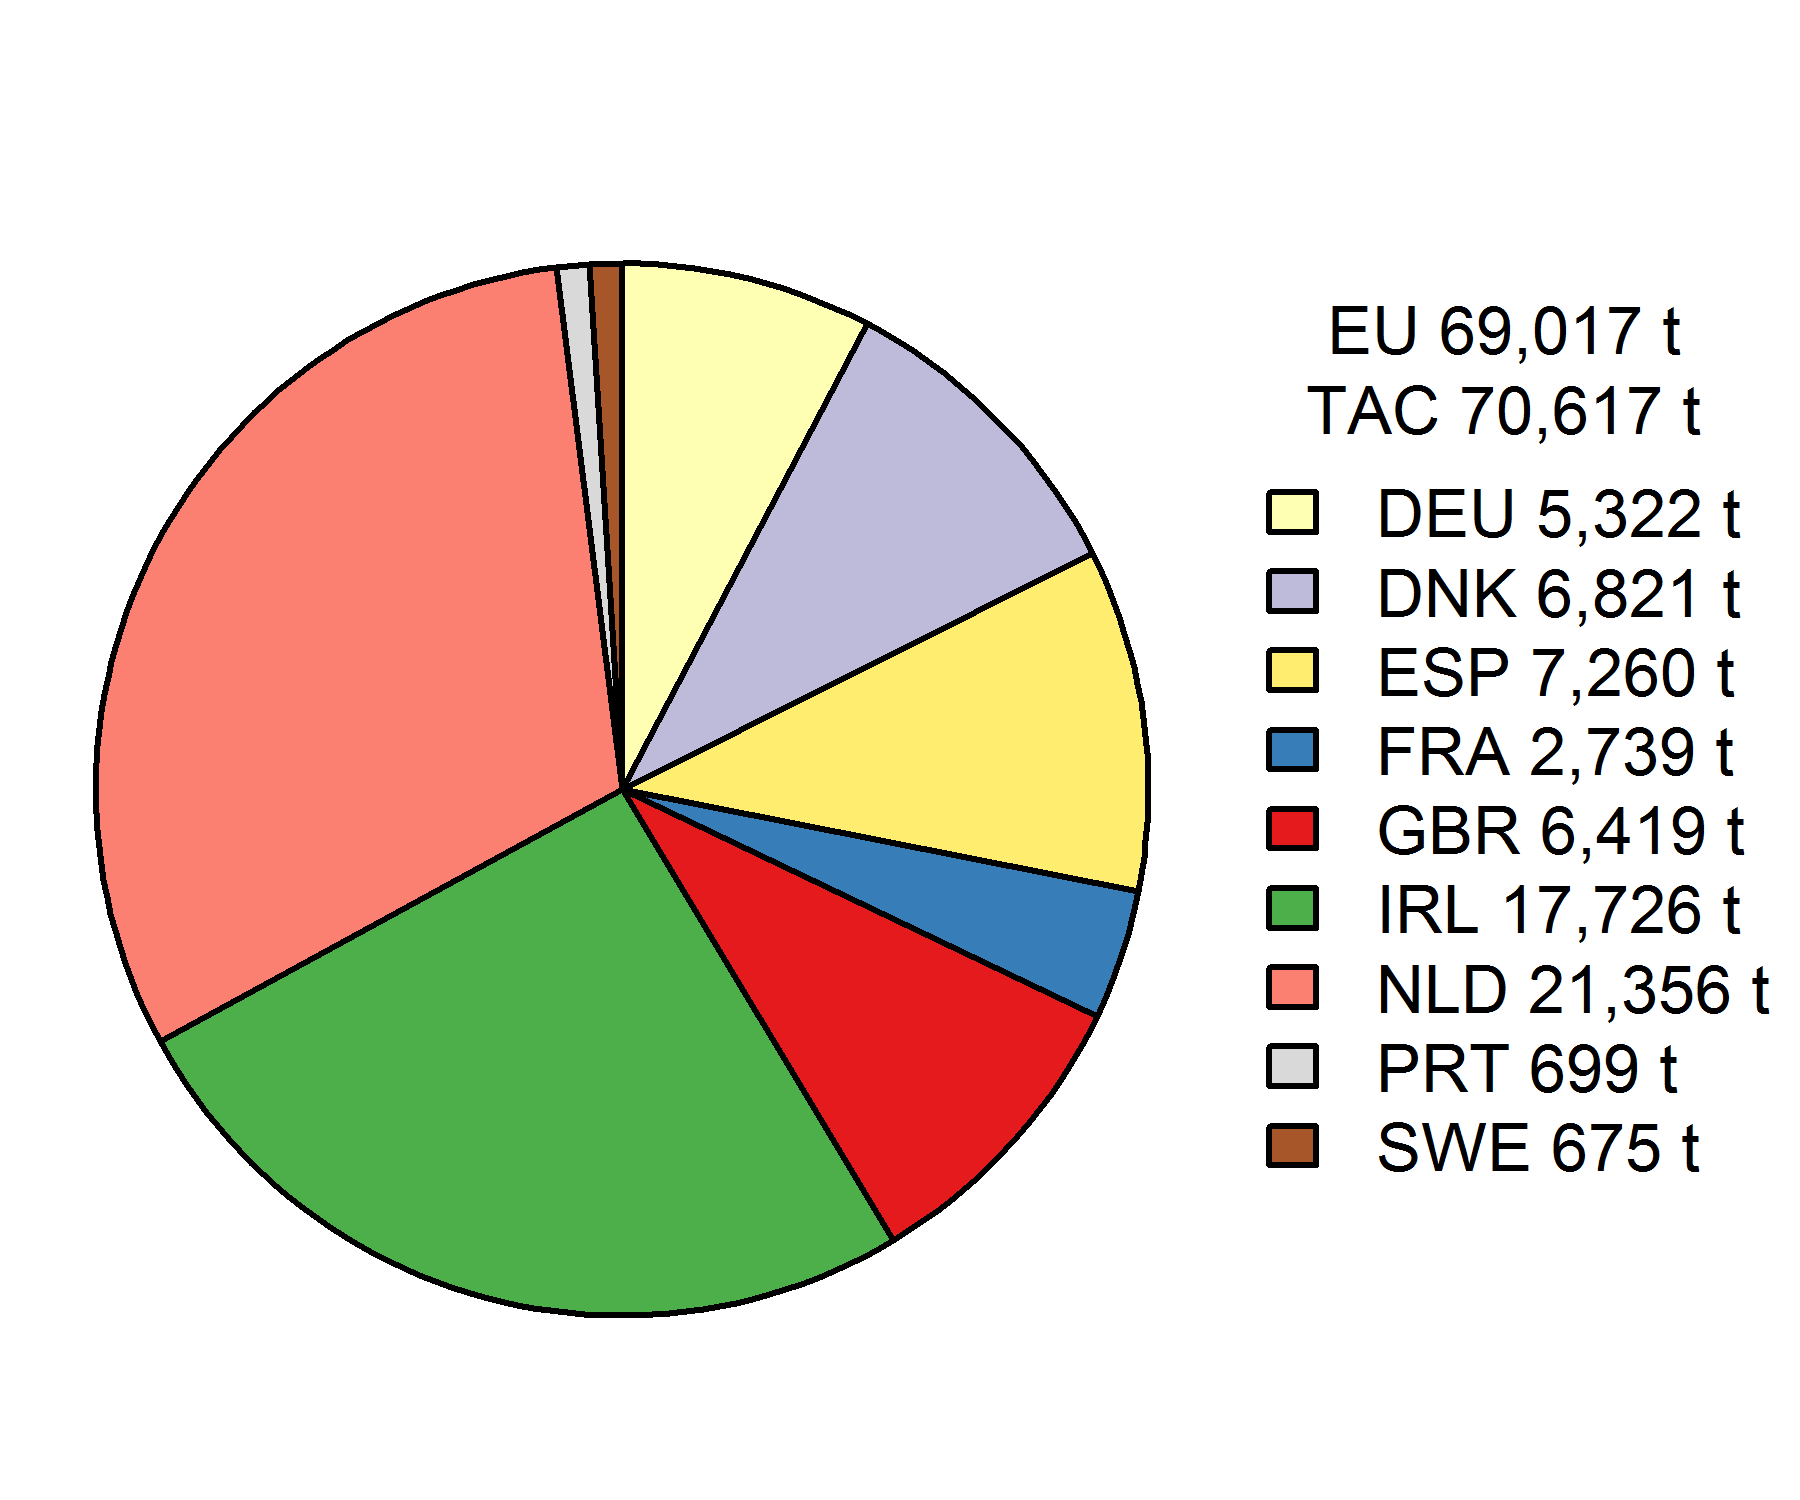 EU 69,017 t
TAC 70,617 t
DEU 5,322 t
DNK 6,821 t
ESP 7,260 t
FRA 2,739 t
GBR 6,419 t
IRL 17,726 t
NLD 21,356 t
PRT 699 t
SWE 675 t